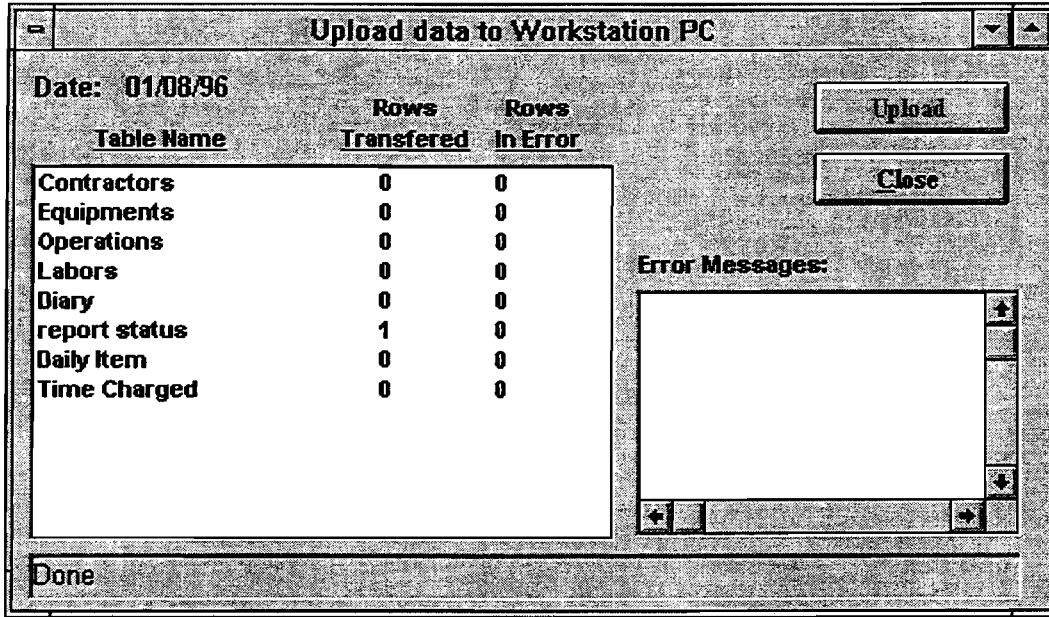 Upload data to Workstation PC
Date: 01/08/96
Rows Rows
Table Name Transfered In Error
Upload
Close
Contractors 0 0
Equipments 0 0
Operations 0 0
Labors 0 0
Diary 0 0
report status 1 0
Daily Item 0 0
Time Charged 0 0
Error Messages:
Done